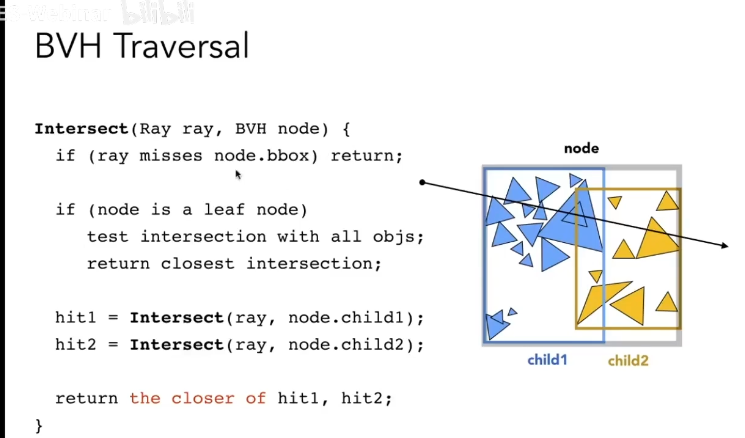 bilibili
BVH Traversal
Intersect(Ray ray, BVH node) {
if (ray misses node.bbox) return;
if (node is a leaf node)
test intersection with all objs;
return closest intersection;
hit1 = Intersect(ray, node.child1);
hit2 = Intersect(ray, node.child2);
return the closer of hit1, hit2;
}
node
child1 child2